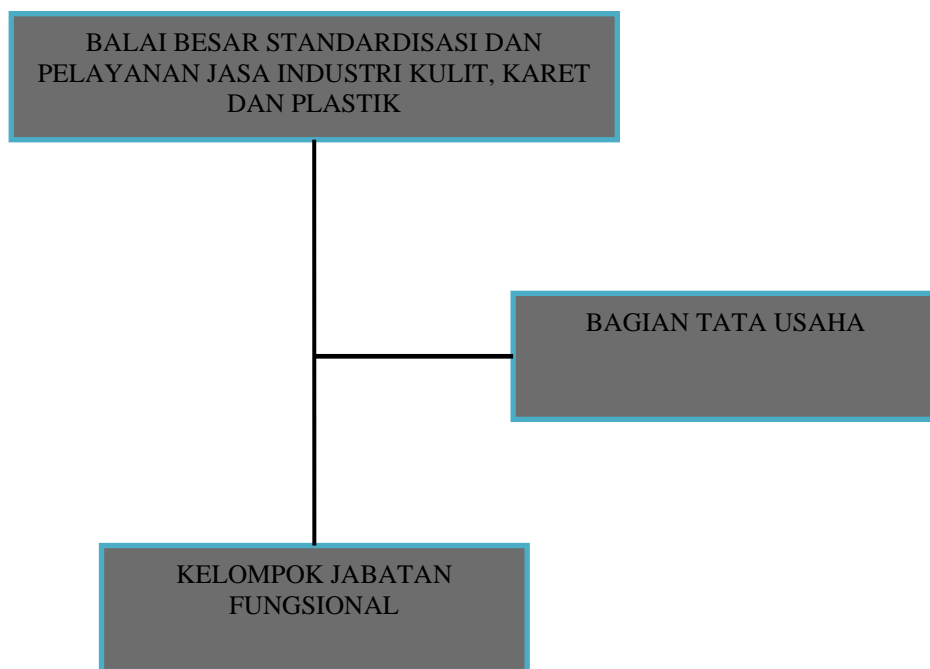 BALAI BESAR STANDARDISASI DAN
PELAYANAN JASA INDUSTRI KULIT, KARET
DAN PLASTIK
BAGIAN TATA USAHA
KELOMPOK JABATAN
FUNGSIONAL